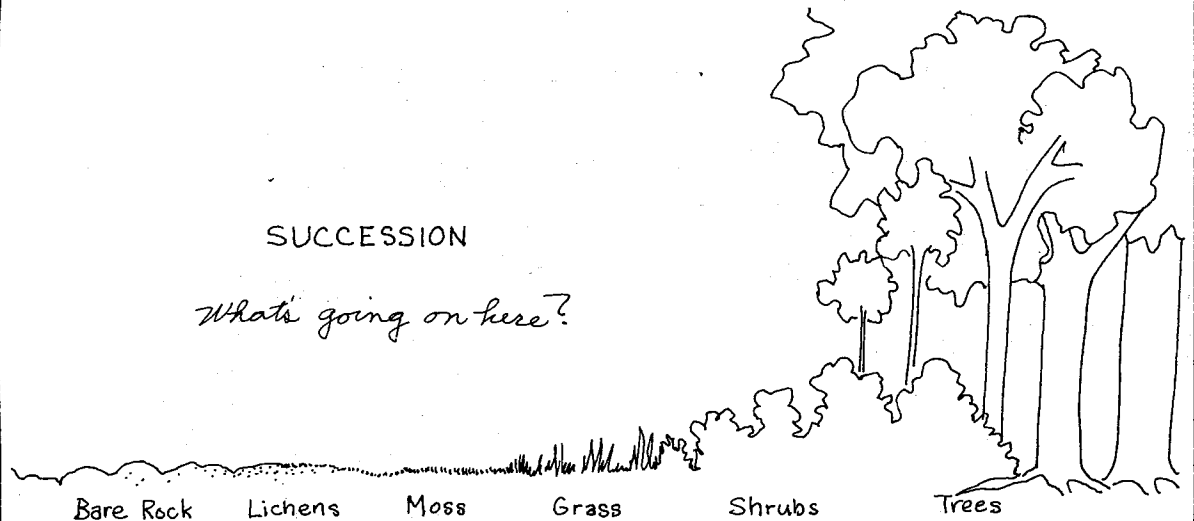 SUCCESSION
What's going on here?
Bare Rock Lichens Moss Grass Shrubs Trees